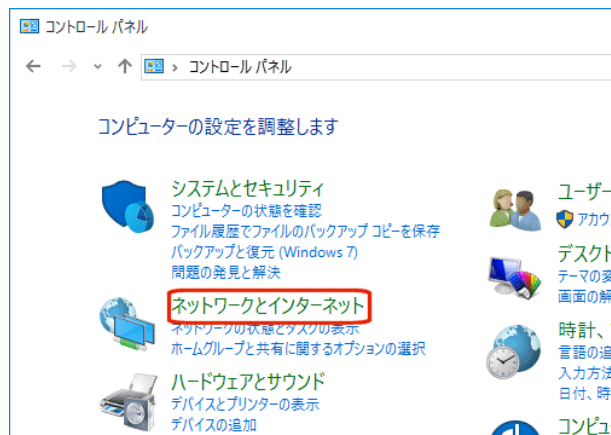 コントロール パネル
コントロール パネル
コンピューターの設定を調整します
システムとセキュリティ
コンピューターの状態を確認
ファイル履歴でファイルのバックアップ コピーを保存
バックアップと復元 (Windows 7)
問題の発見と解決
ネットワークとインターネット
ネットワークの状態とタスクの表示
ホームグループと共有に関するオプションの選択
ハードウェアとサウンド
デバイスとプリンターの表示
デバイスの追加
ユーザー
アカウ
デスクト
テーマの変
画面の解
時計、
言語の追
入力方法
日付、時
コンピュ